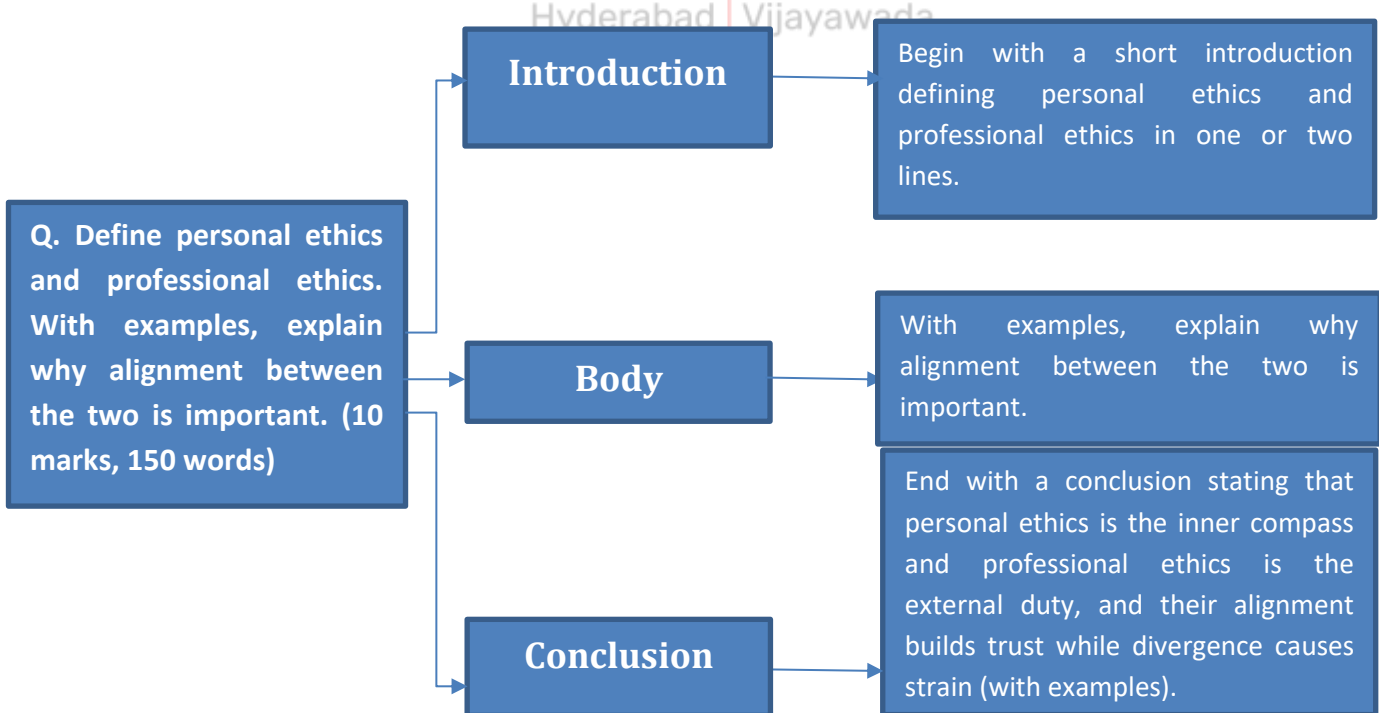 Hyderabad | Vijayawada
Q. Define personal ethics
and professional ethics.
With examples, explain
why alignment between
the two is important. (10
marks, 150 words)
Introduction
Begin with a short introduction
defining personal ethics and
professional ethics in one or two
lines.
Body
With examples, explain why
alignment between the two is
important.
Conclusion
End with a conclusion stating that
personal ethics is the inner compass
and professional ethics is the
external duty, and their alignment
builds trust while divergence causes
strain (with examples).